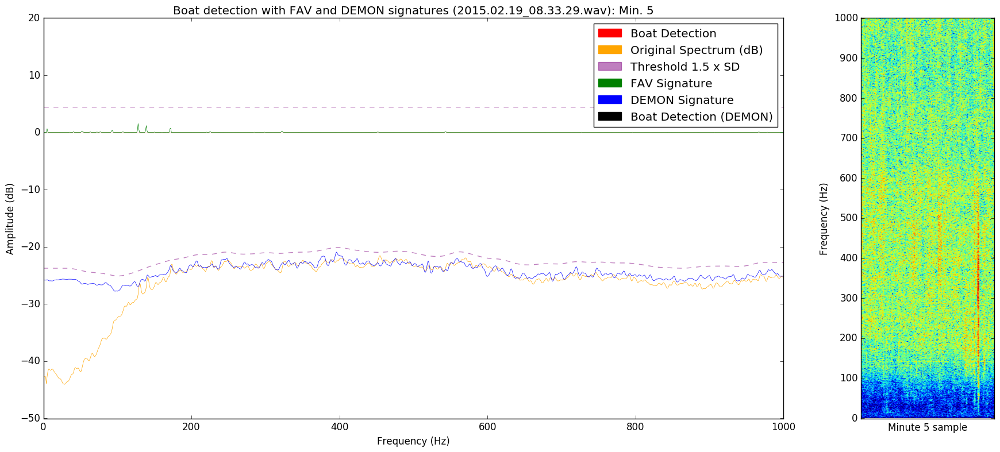 Boat detection with FAV and DEMON signatures (2015.02.19_08.33.29.wav): Min. 5
20
10
0
−10
−20
−30
−40
−50
Amplitude (dB)
0
200
400
600
800
1000
Frequency (Hz)
Boat Detection
Original Spectrum (dB)
Threshold 1.5 x SD
FAV Signature
DEMON Signature
Boat Detection (DEMON)
1000
900
800
700
600
500
400
300
200
100
0
Frequency (Hz)
Minute 5 sample